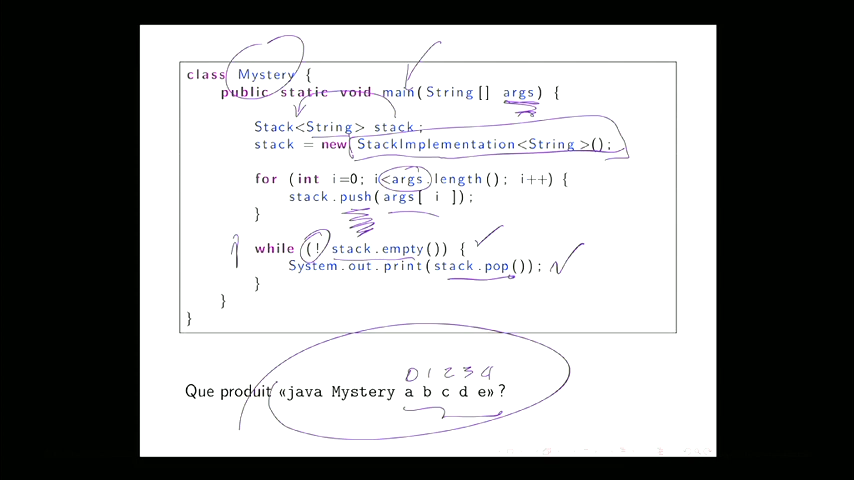 class Mystery {
public static void main(String[] args) {
Stack<String> stack;
stack = new StackImplementation<String>();
for (int i=0; i<args.length(); i++) {
stack.push(args[ i ]);
}
while (! stack.empty()) {
System.out.print(stack.pop());
}
}
}
0 1 2 3 4
Que produit «java Mystery a b c d e» ?